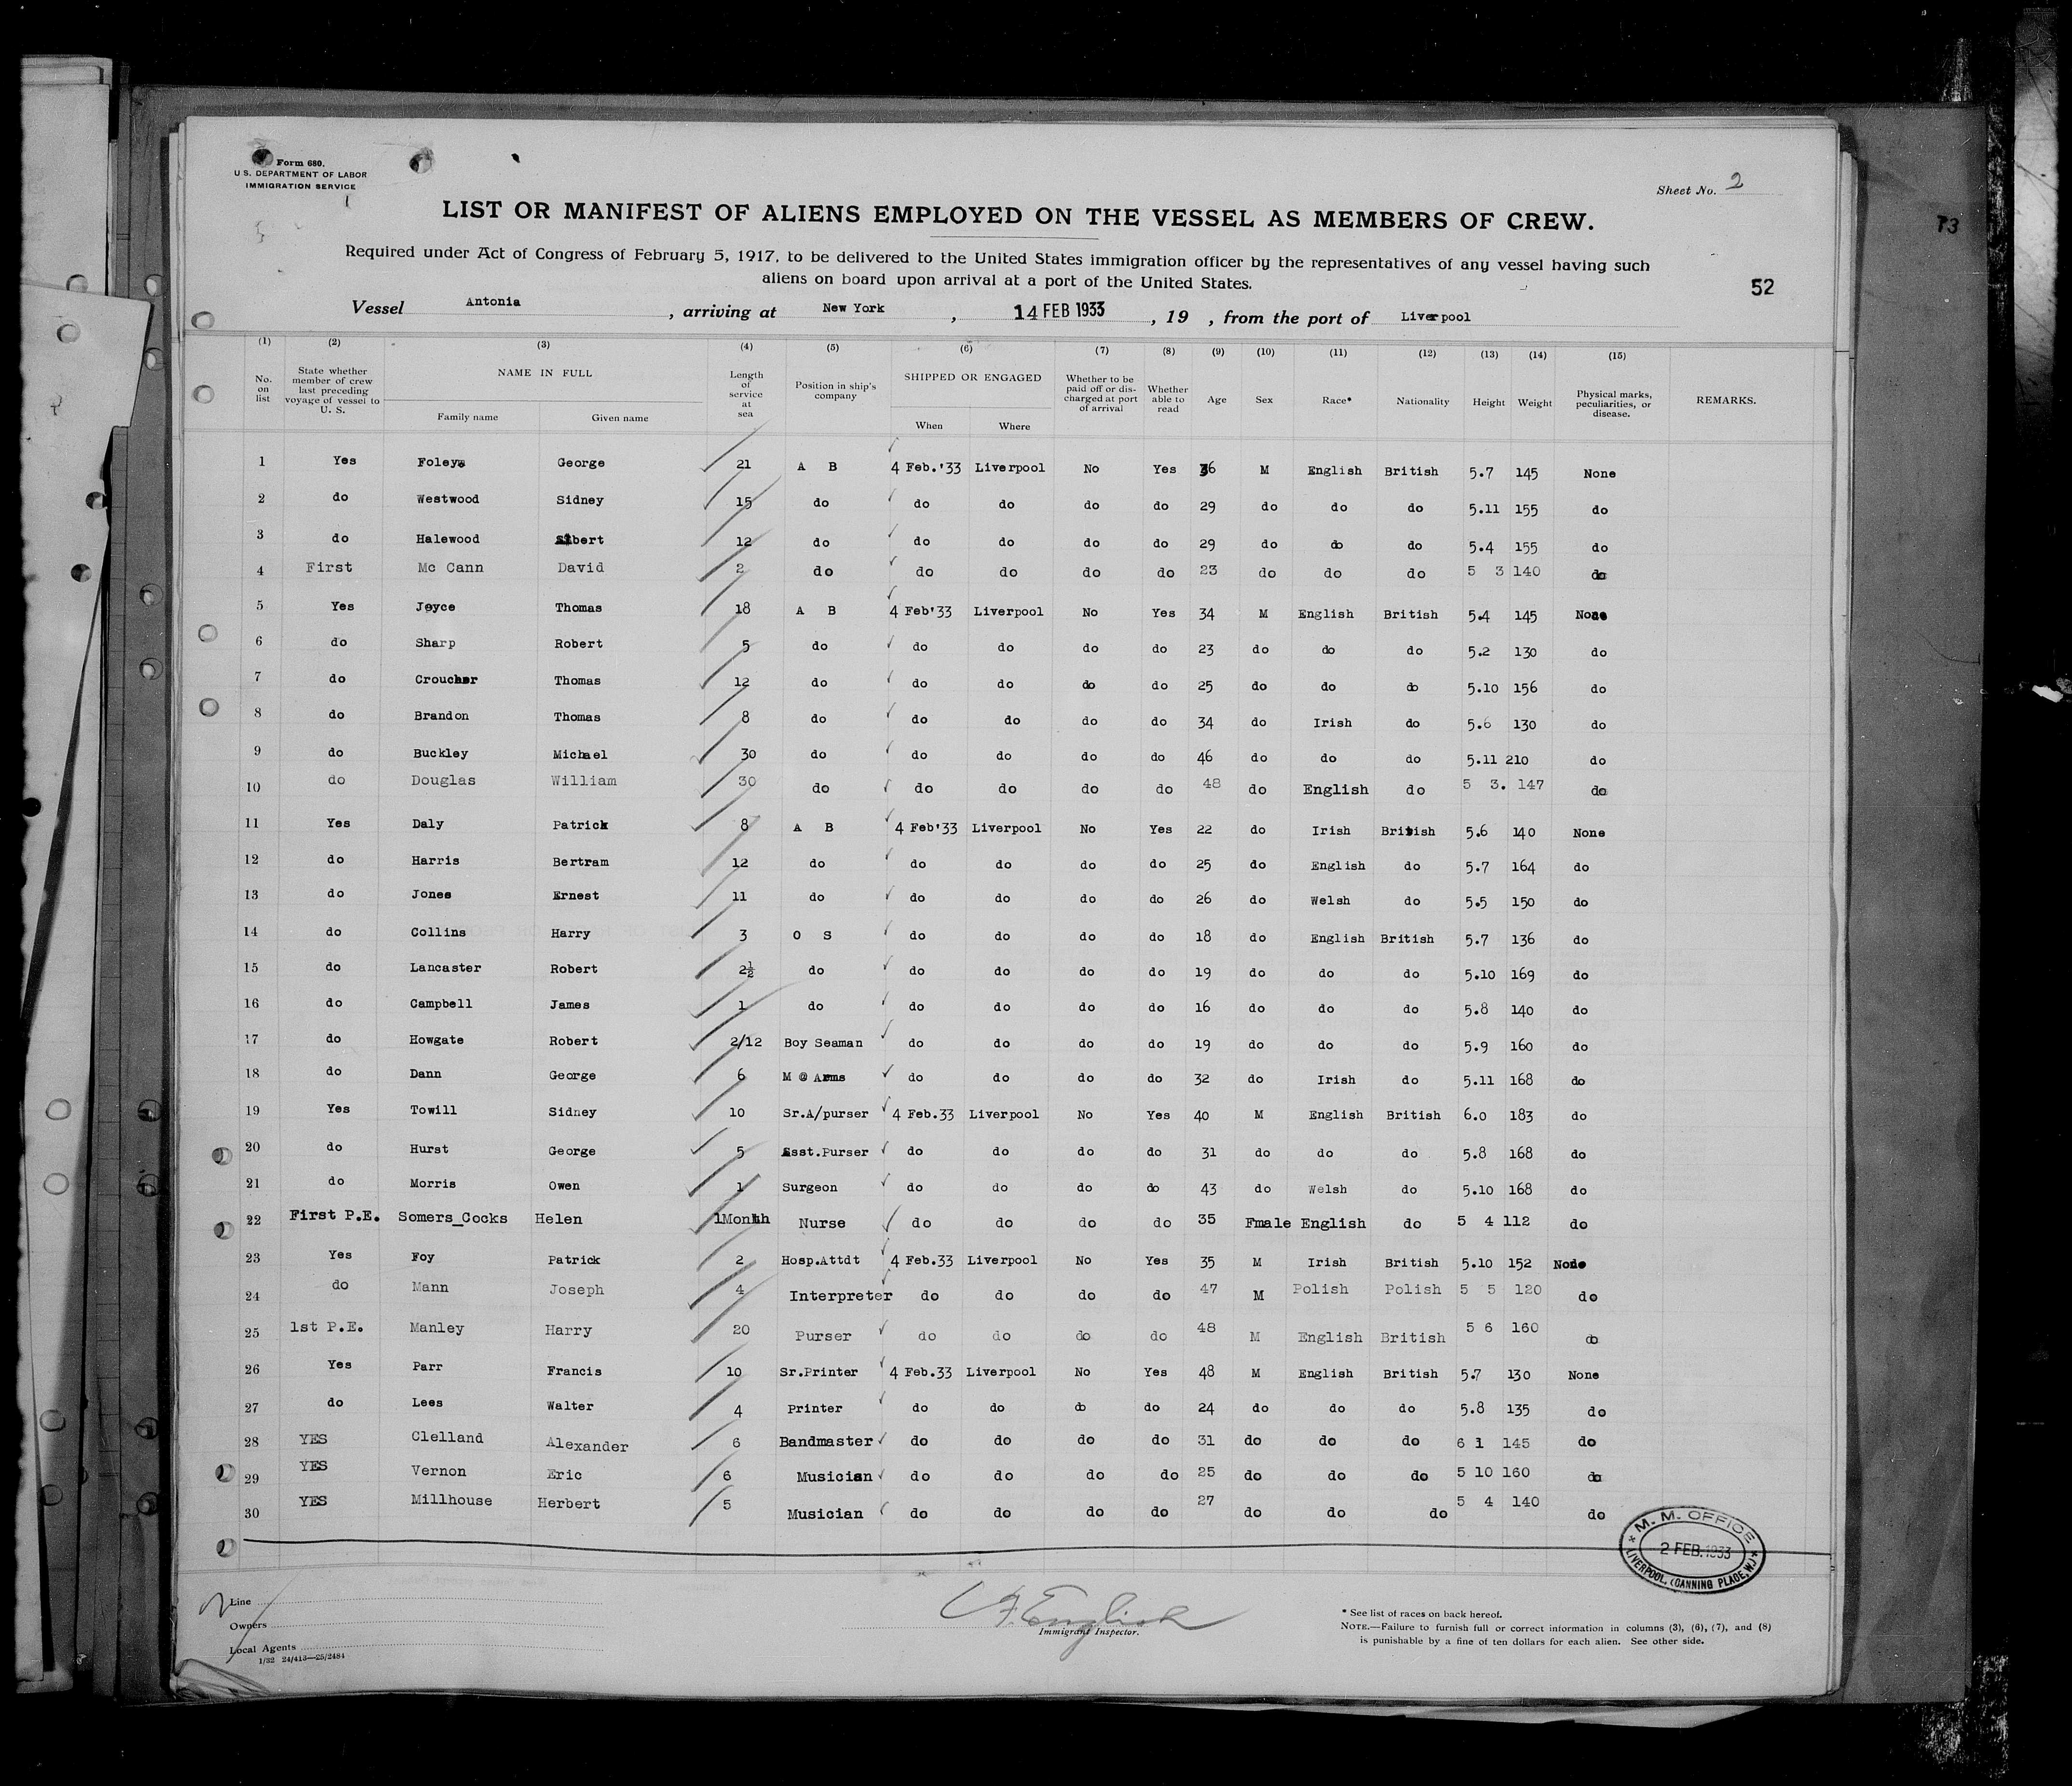 Form 680.
U. S. DEPARTMENT OF LABOR
IMMIGRATION SERVICE
Sheet No. 2
LIST OR MANIFEST OF ALIENS EMPLOYED ON THE VESSEL AS MEMBERS OF CREW.
73
Required under Act of Congress of February 5, 1917, to be delivered to the United States immigration officer by the representatives of any vessel having such
aliens on board upon arrival at a port of the United States.
52
Vessel Antonia , arriving at New York , 14 FEB 1933 , 19 , from the port of Liverpool
(1) (2) (3) (4) (5) (6) (7) (8) (9) (10) (11) (12) (13) (14) (15)
No. on list State whether member of crew last preceding voyage of vessel to U. S. NAME IN FULL Family name Given name Length of service at sea Position in ship's company SHIPPED OR ENGAGED When Where Whether to be paid off or discharged at port of arrival Whether able to read Age Sex Race* Nationality Height Weight Physical marks, peculiarities, or disease. REMARKS.
1 Yes Foley George 21 A B 4 Feb.'33 Liverpool No Yes 36 M English British 5.7 145 None
2 do Westwood Sidney 15 do do do do do 29 do do do 5.11 155 do
3 do Halewood 12 do do do do do 29 do do do 5.4 155 do
4 First Mc Cann David 2 do do do do do 23 do do do 5 3 140 do
5 Yes Joyce Thomas 18 A B 4 Feb'33 Liverpool No Yes 34 M English British 5.4 145 None
6 do Sharp Robert 5 do do do do do 23 do do do 5.2 130 do
7 do Croucher Thomas 12 do do do do do 25 do do do 5.10 156 do
8 do Brandon Thomas 8 do do do do do 34 do Irish do 5.6 130 do
9 do Buckley Michael 30 do do do do do 46 do do do 5.11 210 do
10 do Douglas William 30 do do do do do 48 do English do 5 3. 147 do
11 Yes Daly Patrick 8 A B 4 Feb'33 Liverpool No Yes 22 do Irish British 5.6 140 None
12 do Harris Bertram 12 do do do do do 25 do English do 5.7 164 do
13 do Jones Ernest 11 do do do do do 26 do Welsh do 5.5 150 do
14 do Collins Harry 3 O S do do do do 18 do English British 5.7 136 do
15 do Lancaster Robert 2½ do do do do do 19 do do do 5.10 169 do
16 do Campbell James 1 do do do do do 16 do do do 5.8 140 do
17 do Howgate Robert 2/12 Boy Seaman do do do do 19 do do do 5.9 160 do
18 do Dann George 6 M @ Arms do do do do 32 do Irish do 5.11 168 do
19 Yes Towill Sidney 10 Sr.A/purser 4 Feb.33 Liverpool No Yes 40 M English British 6.0 183 do
20 do Hurst George 5 Asst.Purser do do do do 31 do do do 5.8 168 do
21 do Morris Owen 1 Surgeon do do do do 43 do Welsh do 5.10 168 do
22 First P.E. Somers_Cocks Helen 1Month Nurse do do do do 35 Fmale English do 5 4 112 do
23 Yes Foy Patrick 2 Hosp.Attdt 4 Feb.33 Liverpool No Yes 35 M Irish British 5.10 152 None
24 do Mann Joseph 4 Interpreter do do do do 47 M Polish Polish 5 5 120 do
25 1st P.E. Manley Harry 20 Purser do do do do 48 M English British 5 6 160 do
26 Yes Parr Francis 10 Sr.Printer 4 Feb.33 Liverpool No Yes 48 M English British 5.7 130 None
27 do Lees Walter 4 Printer do do do do 24 do do do 5.8 135 do
28 YES Clelland Alexander 6 Bandmaster do do do do 31 do do do 6 1 145 do
29 YES Vernon Eric 6 Musician do do do do 25 do do do 5 10 160 do
30 YES Millhouse Herbert 5 Musician do do do do 27 do do do 5 4 140 do
M. M. OFFICE
2 FEB. 1933
LIVERPOOL, (CANNING PLACE, N.W.)
Line
Owners
Local Agents
1/32 24/413—25/2484
English
Immigrant Inspector.
* See list of races on back hereof.
NOTE.—Failure to furnish full or correct information in columns (3), (6), (7), and (8)
is punishable by a fine of ten dollars for each alien. See other side.